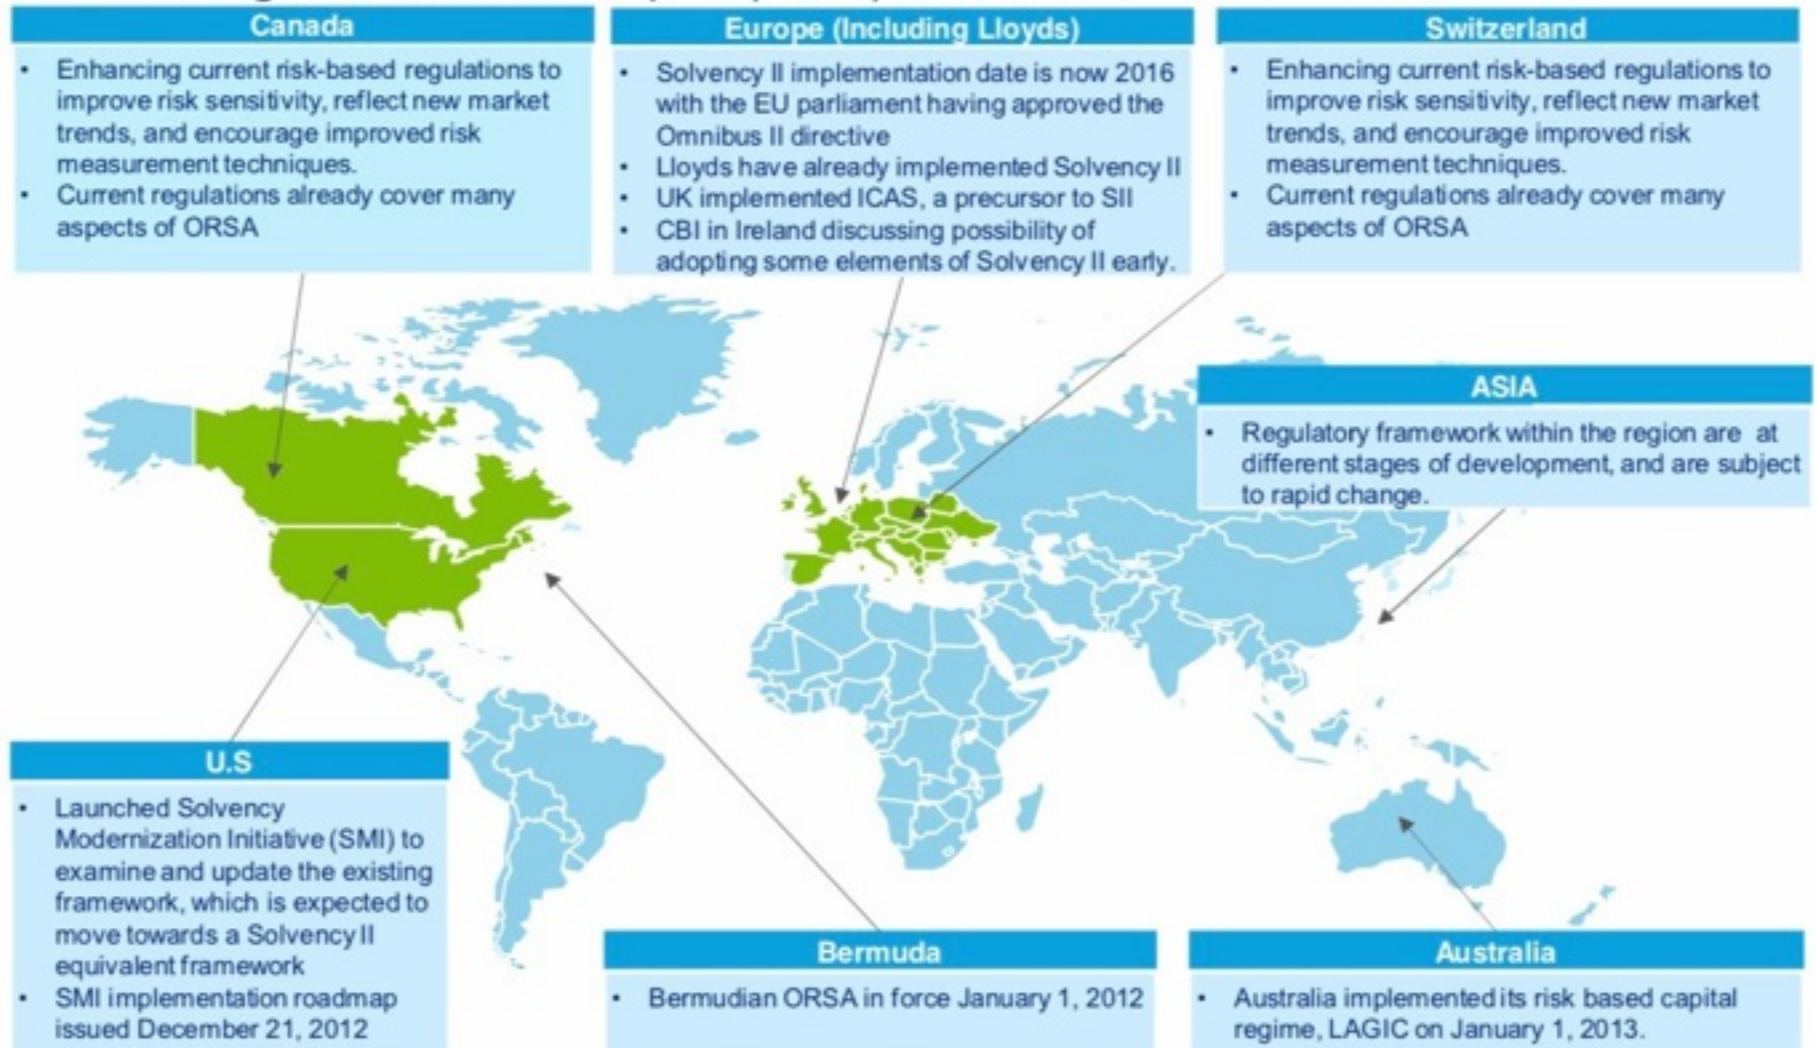 Canada
• Enhancing current risk-based regulations to
improve risk sensitivity, reflect new market
trends, and encourage improved risk
measurement techniques.
• Current regulations already cover many
aspects of ORSA
Europe (Including Lloyds)
• Solvency II implementation date is now 2016
with the EU parliament having approved the
Omnibus II directive
• Lloyds have already implemented Solvency II
• UK implemented ICAS, a precursor to SII
• CBI in Ireland discussing possibility of
adopting some elements of Solvency II early.
Switzerland
• Enhancing current risk-based regulations to
improve risk sensitivity, reflect new market
trends, and encourage improved risk
measurement techniques.
• Current regulations already cover many
aspects of ORSA
ASIA
• Regulatory framework within the region are at
different stages of development, and are subject
to rapid change.
U.S
• Launched Solvency
Modernization Initiative (SMI) to
examine and update the existing
framework, which is expected to
move towards a Solvency II
equivalent framework
• SMI implementation roadmap
issued December 21, 2012
Bermuda
• Bermudian ORSA in force January 1, 2012
Australia
• Australia implemented its risk based capital
regime, LAGIC on January 1, 2013.